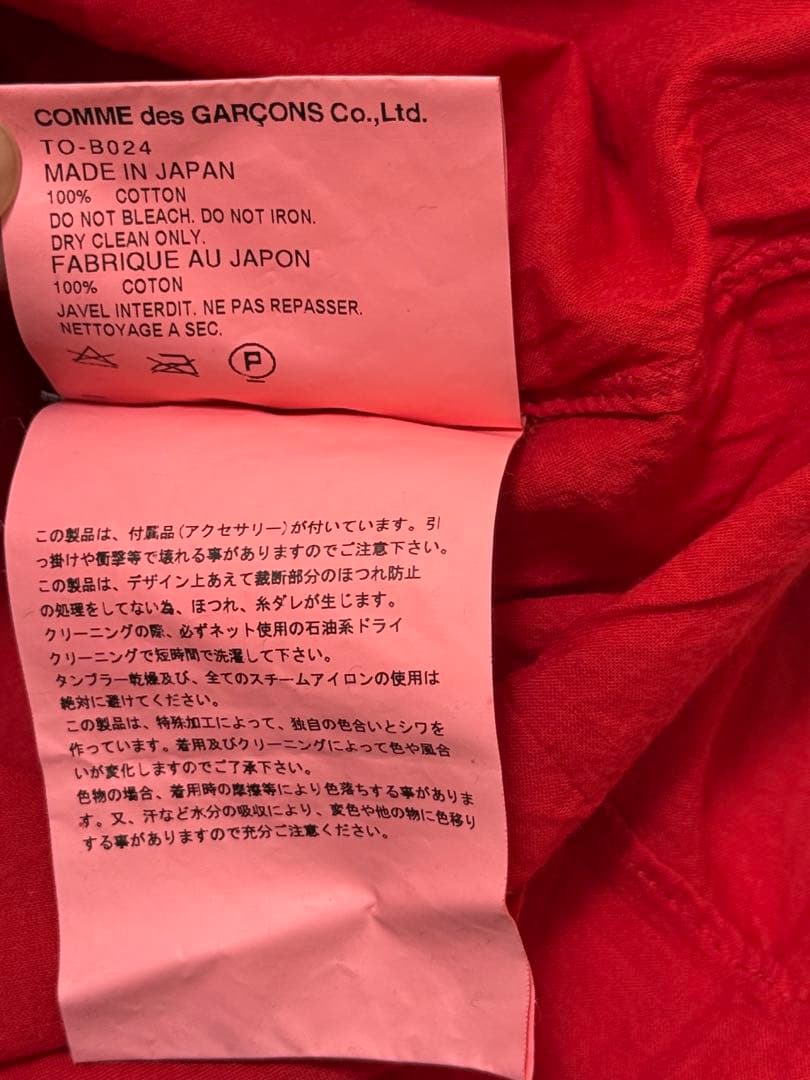 COMME des GARÇONS Co.,Ltd.
TO-B024
MADE IN JAPAN
100% COTTON
DO NOT BLEACH. DO NOT IRON.
DRY CLEAN ONLY.
FABRIQUE AU JAPON
100% COTON
JAVEL INTERDIT. NE PAS REPASSER.
NETTOYAGE A SEC.
P
この製品は、付属品(アクセサリー)が付いています。引
っ掛けや衝撃等で壊れる事がありますのでご注意下さい。
この製品は、デザイン上あえて裁断部分のほつれ防止
の処理をしてない為、ほつれ、糸ダレが生じます。
クリーニングの際、必ずネット使用の石油系ドライ
クリーニングで短時間で洗濯して下さい。
タンブラー乾燥及び、全てのスチームアイロンの使用は
絶対に避けてください。
この製品は、特殊加工によって、独自の色合いとシワを
作っています。着用及びクリーニングによって色や風合
いが変化しますのでご了承下さい。
色物の場合、着用時の摩擦等により色落ちする事がありま
す。又、汗など水分の吸収により、変色や他の物に色移り
する事がありますので充分ご注意ください。